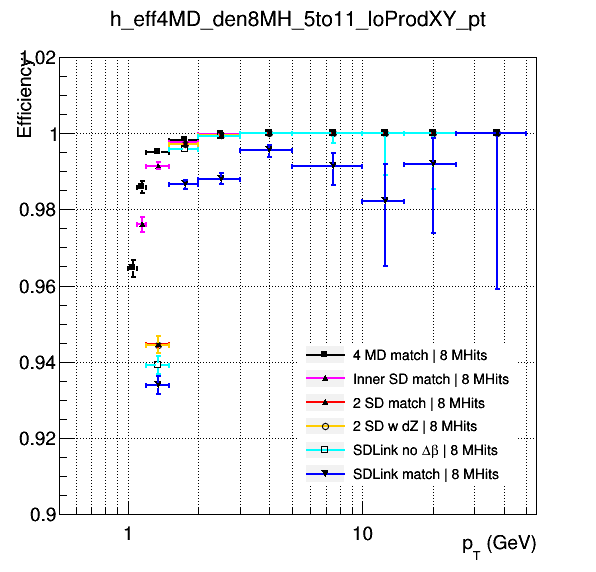 h_eff4MD_den8MH_5to11_loProdXY_pt
Efficiency
1.02
1
0.98
0.96
0.94
0.92
0.9
4 MD match | 8 MHits
Inner SD match | 8 MHits
2 SD match | 8 MHits
2 SD w dZ | 8 MHits
SDLink no Δβ | 8 MHits
SDLink match | 8 MHits
1
10
p_T (GeV)